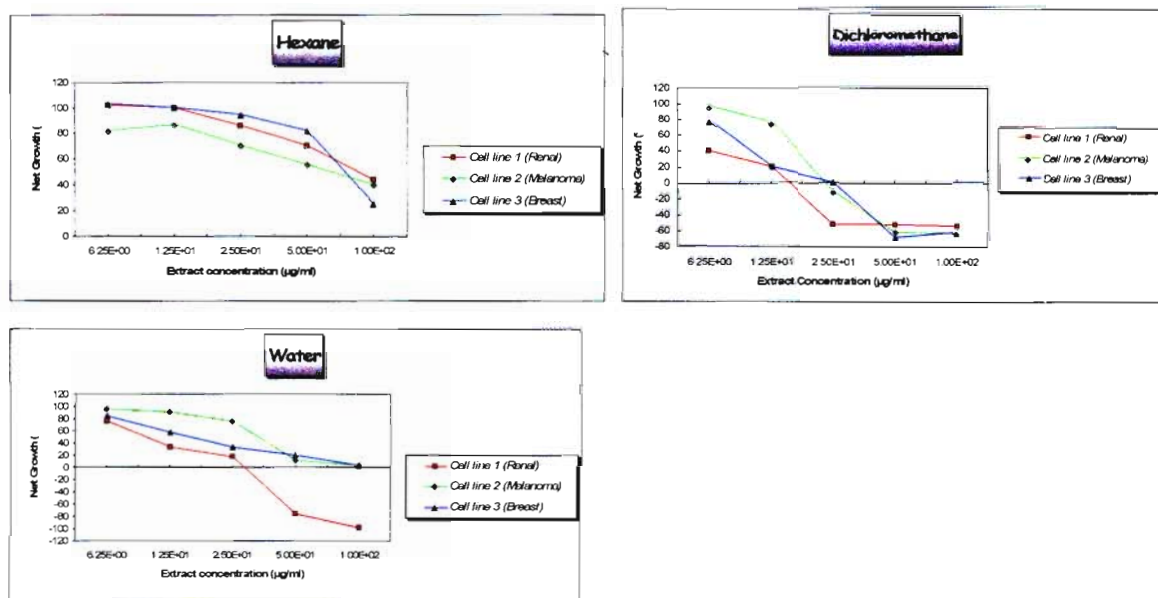 Hexane
120
100
80
60
40
20
0
Net Growth (
6.25E+00 1.25E+01 2.50E+01 5.00E+01 1.00E+02
Extract concentration (µg/ml)
Cell line 1 (Renal)
Cell line 2 (Melanoma)
Cell line 3 (Breast)
Dichloromethane
120
100
80
60
40
20
0
-20
-40
-60
-80
Net Growth (
6.25E+00 1.25E+01 2.50E+01 5.00E+01 1.00E+02
Extract Concentration (µg/ml)
Cell line 1 (Renal)
Cell line 2 (Melanoma)
Cell line 3 (Breast)
Water
120
100
80
60
40
20
0
-20
-40
-60
-80
-100
-120
Net Growth (
6.25E+00 1.25E+01 2.50E+01 5.00E+01 1.00E+02
Extract concentration (µg/ml)
Cell line 1 (Renal)
Cell line 2 (Melanoma)
Cell line 3 (Breast)